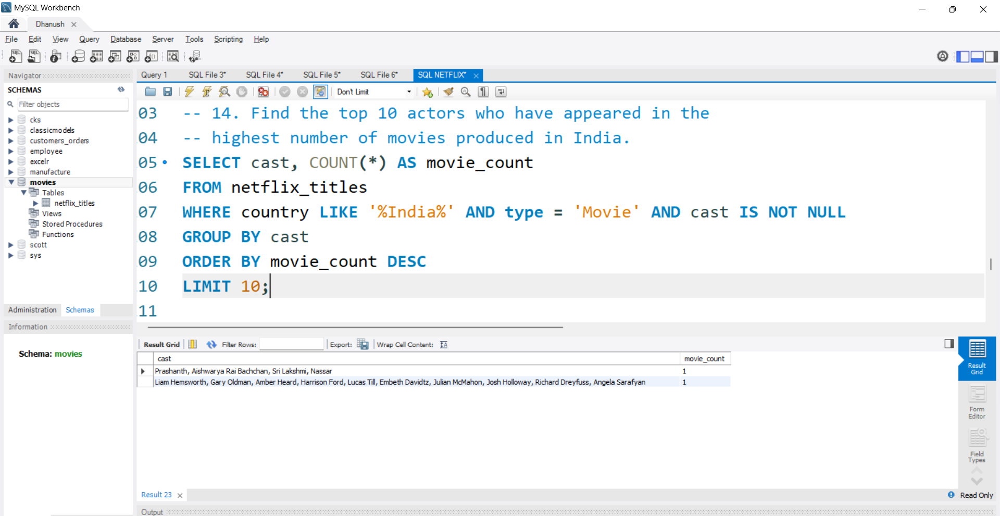 MySQL Workbench
Dhanush
File Edit View Query Database Server Tools Scripting Help
Navigator
SCHEMAS
Filter objects
cks
classicmodels
customers_orders
employee
excelr
manufacture
movies
Tables
netflix_titles
Views
Stored Procedures
Functions
scott
sys
Administration Schemas
Information
Schema: movies
Query 1 SQL File 3* SQL File 4* SQL File 5* SQL File 6* SQL NETFLIX*
Don't Limit
03 -- 14. Find the top 10 actors who have appeared in the
04 -- highest number of movies produced in India.
05 SELECT cast, COUNT(*) AS movie_count
06 FROM netflix_titles
07 WHERE country LIKE '%India%' AND type = 'Movie' AND cast IS NOT NULL
08 GROUP BY cast
09 ORDER BY movie_count DESC
10 LIMIT 10;
11
Result Grid Filter Rows: Export: Wrap Cell Content:
cast movie_count
Prashanth, Aishwarya Rai Bachchan, Sri Lakshmi, Nassar 1
Liam Hemsworth, Gary Oldman, Amber Heard, Harrison Ford, Lucas Till, Embeth Davidtz, Julian McMahon, Josh Holloway, Richard Dreyfuss, Angela Sarafyan 1
Result
Grid
Form
Editor
Field
Types
Result 23
Read Only
Output